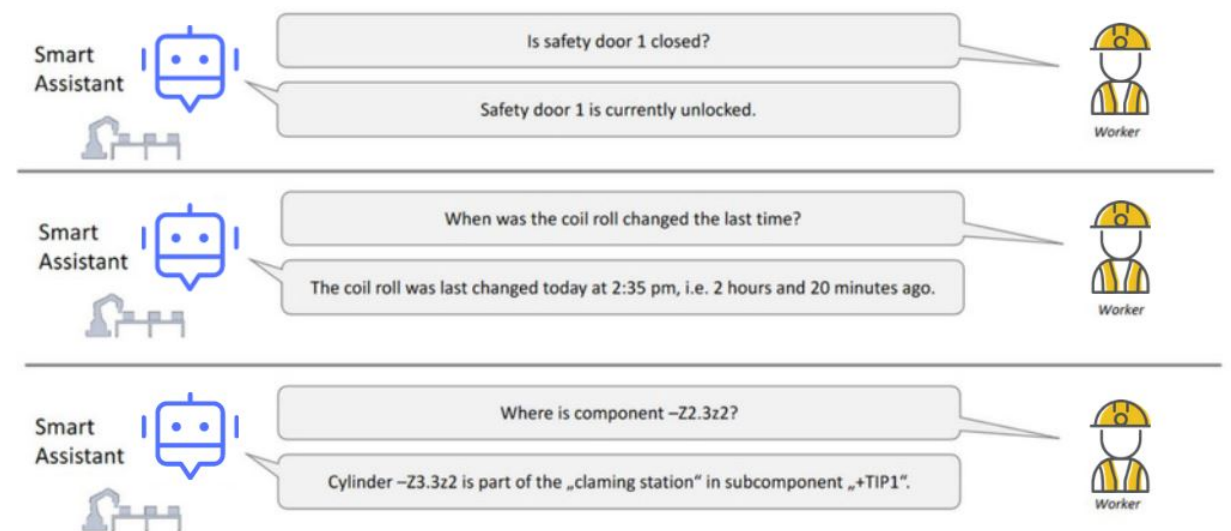 Is safety door 1 closed?
Smart
Assistant
Safety door 1 is currently unlocked.
Worker
When was the coil roll changed the last time?
Smart
Assistant
The coil roll was last changed today at 2:35 pm, i.e. 2 hours and 20 minutes ago.
Worker
Where is component –Z2.3z2?
Smart
Assistant
Cylinder –Z3.3z2 is part of the „claming station“ in subcomponent „+TIP1“.
Worker